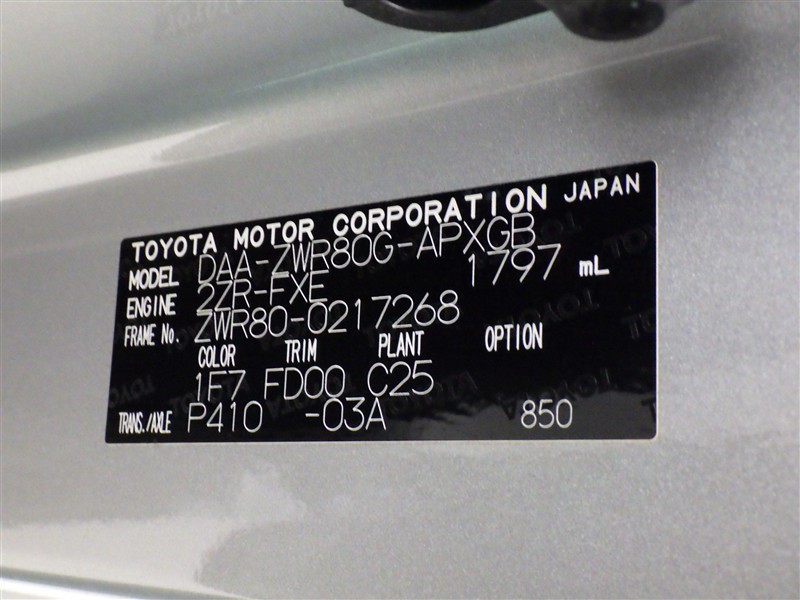 TOYOTA MOTOR CORPORATION JAPAN
MODEL DAA-ZWR80G-APXGB
ENGINE 2ZR-FXE 1797 mL
FRAME No. ZWR80-0217268
COLOR TRIM PLANT OPTION
1F7 FD00 C25
TRANS./AXLE P410 -03A 850